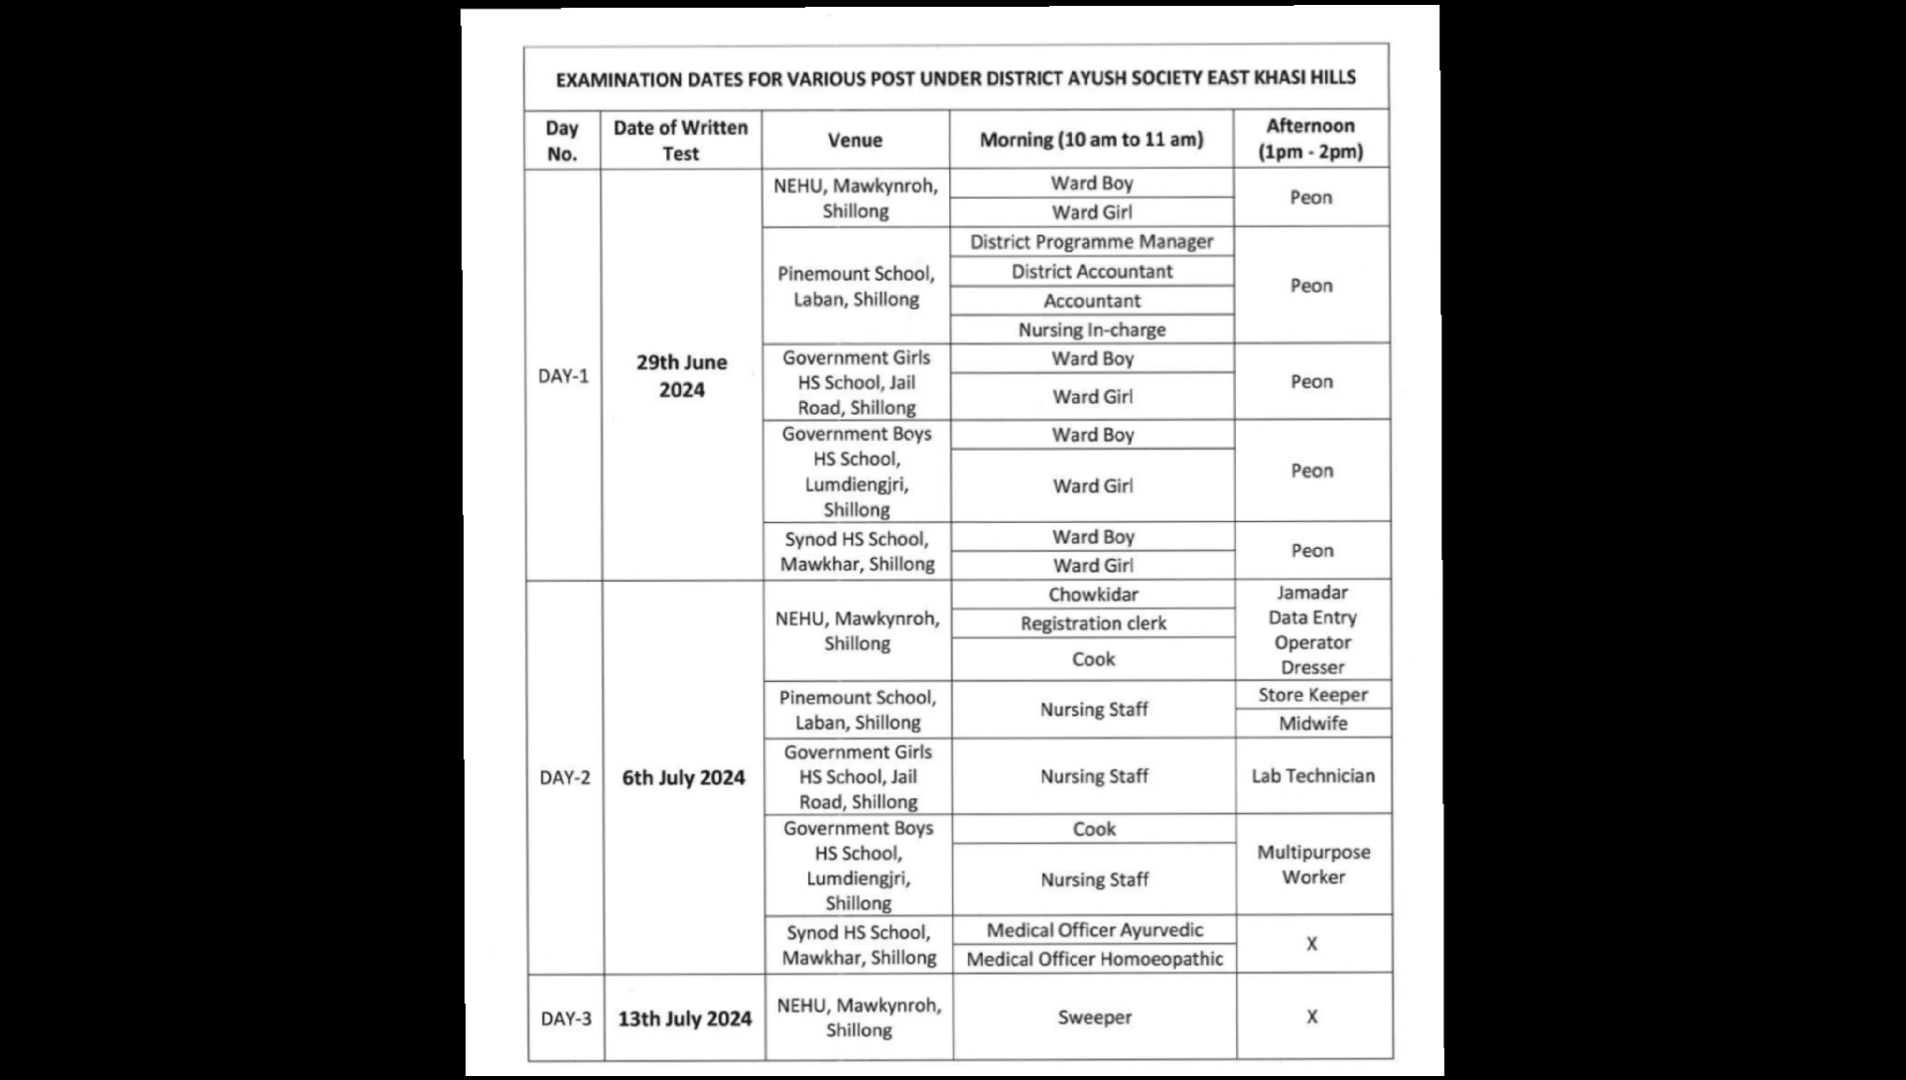 EXAMINATION DATES FOR VARIOUS POST UNDER DISTRICT AYUSH SOCIETY EAST KHASI HILLS
Day
No.
Date of Written
Test
Venue
Morning (10 am to 11 am)
Afternoon
(1pm - 2pm)
DAY-1
29th June
2024
NEHU, Mawkynroh,
Shillong
Ward Boy
Ward Girl
Peon
Pinemount School,
Laban, Shillong
District Programme Manager
District Accountant
Accountant
Nursing In-charge
Peon
Government Girls
HS School, Jail
Road, Shillong
Ward Boy
Ward Girl
Peon
Government Boys
HS School,
Lumdiengjri,
Shillong
Ward Boy
Ward Girl
Peon
Synod HS School,
Mawkhar, Shillong
Ward Boy
Ward Girl
Peon
DAY-2
6th July 2024
NEHU, Mawkynroh,
Shillong
Chowkidar
Registration clerk
Cook
Jamadar
Data Entry
Operator
Dresser
Pinemount School,
Laban, Shillong
Nursing Staff
Store Keeper
Midwife
Government Girls
HS School, Jail
Road, Shillong
Nursing Staff
Lab Technician
Government Boys
HS School,
Lumdiengjri,
Shillong
Cook
Nursing Staff
Multipurpose
Worker
Synod HS School,
Mawkhar, Shillong
Medical Officer Ayurvedic
Medical Officer Homoeopathic
X
DAY-3
13th July 2024
NEHU, Mawkynroh,
Shillong
Sweeper
X